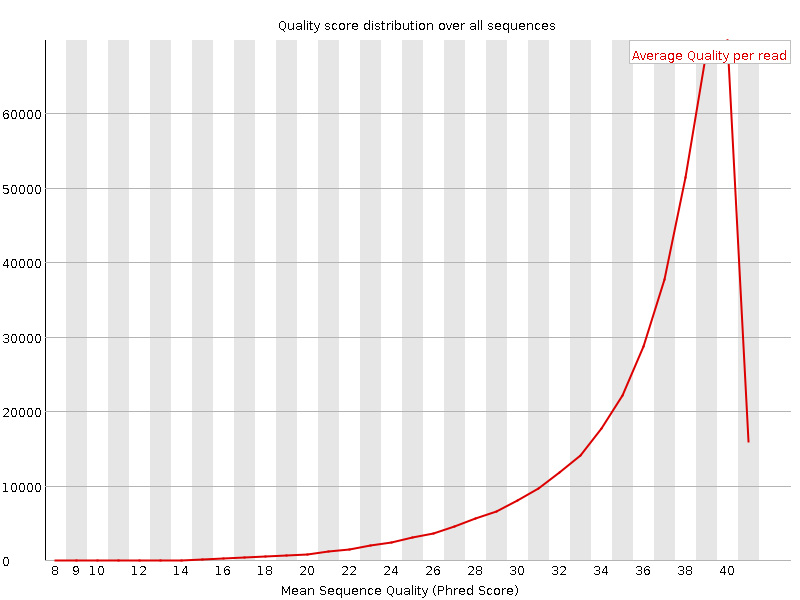 Quality score distribution over all sequences
Average Quality per read
60000
50000
40000
30000
20000
10000
0
8 9 10 12 14 16 18 20 22 24 26 28 30 32 34 36 38 40
Mean Sequence Quality (Phred Score)